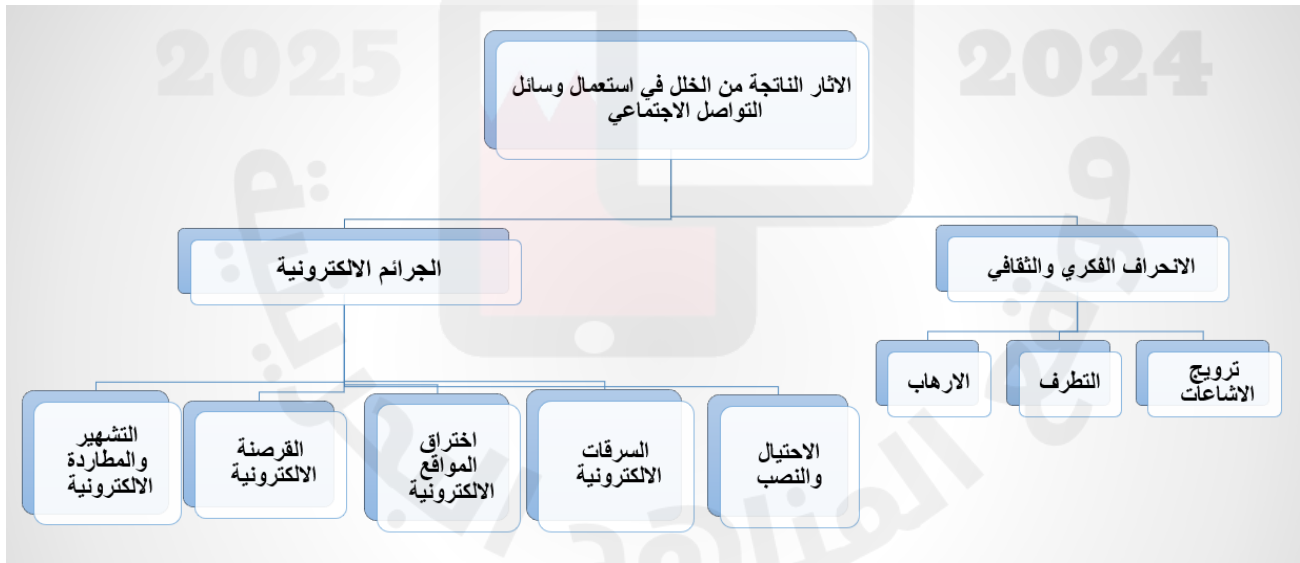 2025
2024
الاثار الناتجة من الخلل في استعمال وسائل
التواصل الاجتماعي
الانحراف الفكري والثقافي
الجرائم الالكترونية
ترويج
الاشاعات
التطرف
الارهاب
الاحتيال
والنصب
السرقات
الالكترونية
اختراق
المواقع
الالكترونية
القرصنة
الالكترونية
التشهير
والمطاردة
الالكترونية